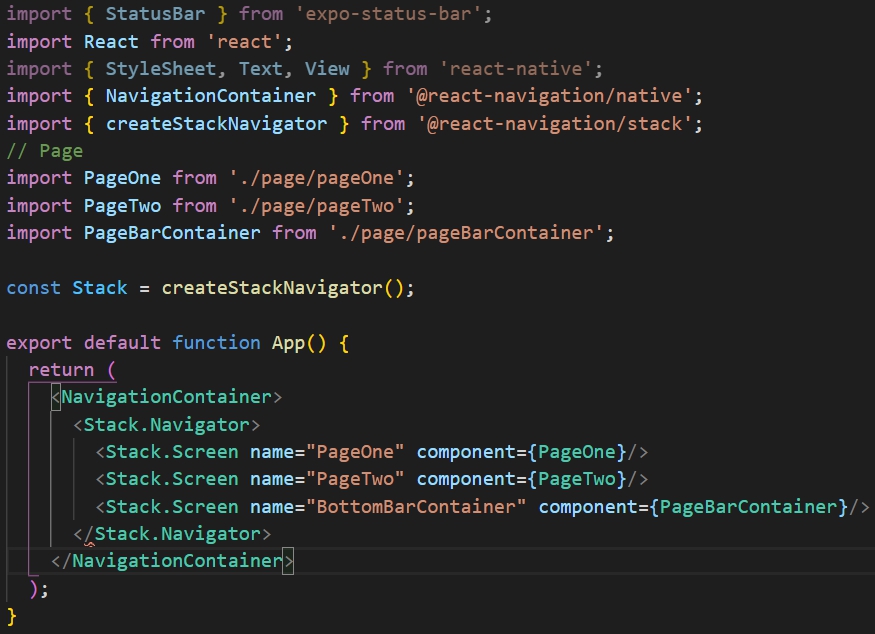 import { StatusBar } from 'expo-status-bar';
import React from 'react';
import { StyleSheet, Text, View } from 'react-native';
import { NavigationContainer } from '@react-navigation/native';
import { createStackNavigator } from '@react-navigation/stack';
// Page
import PageOne from './page/pageOne';
import PageTwo from './page/pageTwo';
import PageBarContainer from './page/pageBarContainer';

const Stack = createStackNavigator();

export default function App() {
  return (
    <NavigationContainer>
      <Stack.Navigator>
        <Stack.Screen name="PageOne" component={PageOne}/>
        <Stack.Screen name="PageTwo" component={PageTwo}/>
        <Stack.Screen name="BottomBarContainer" component={PageBarContainer}/>
      </Stack.Navigator>
    </NavigationContainer>
  );
}